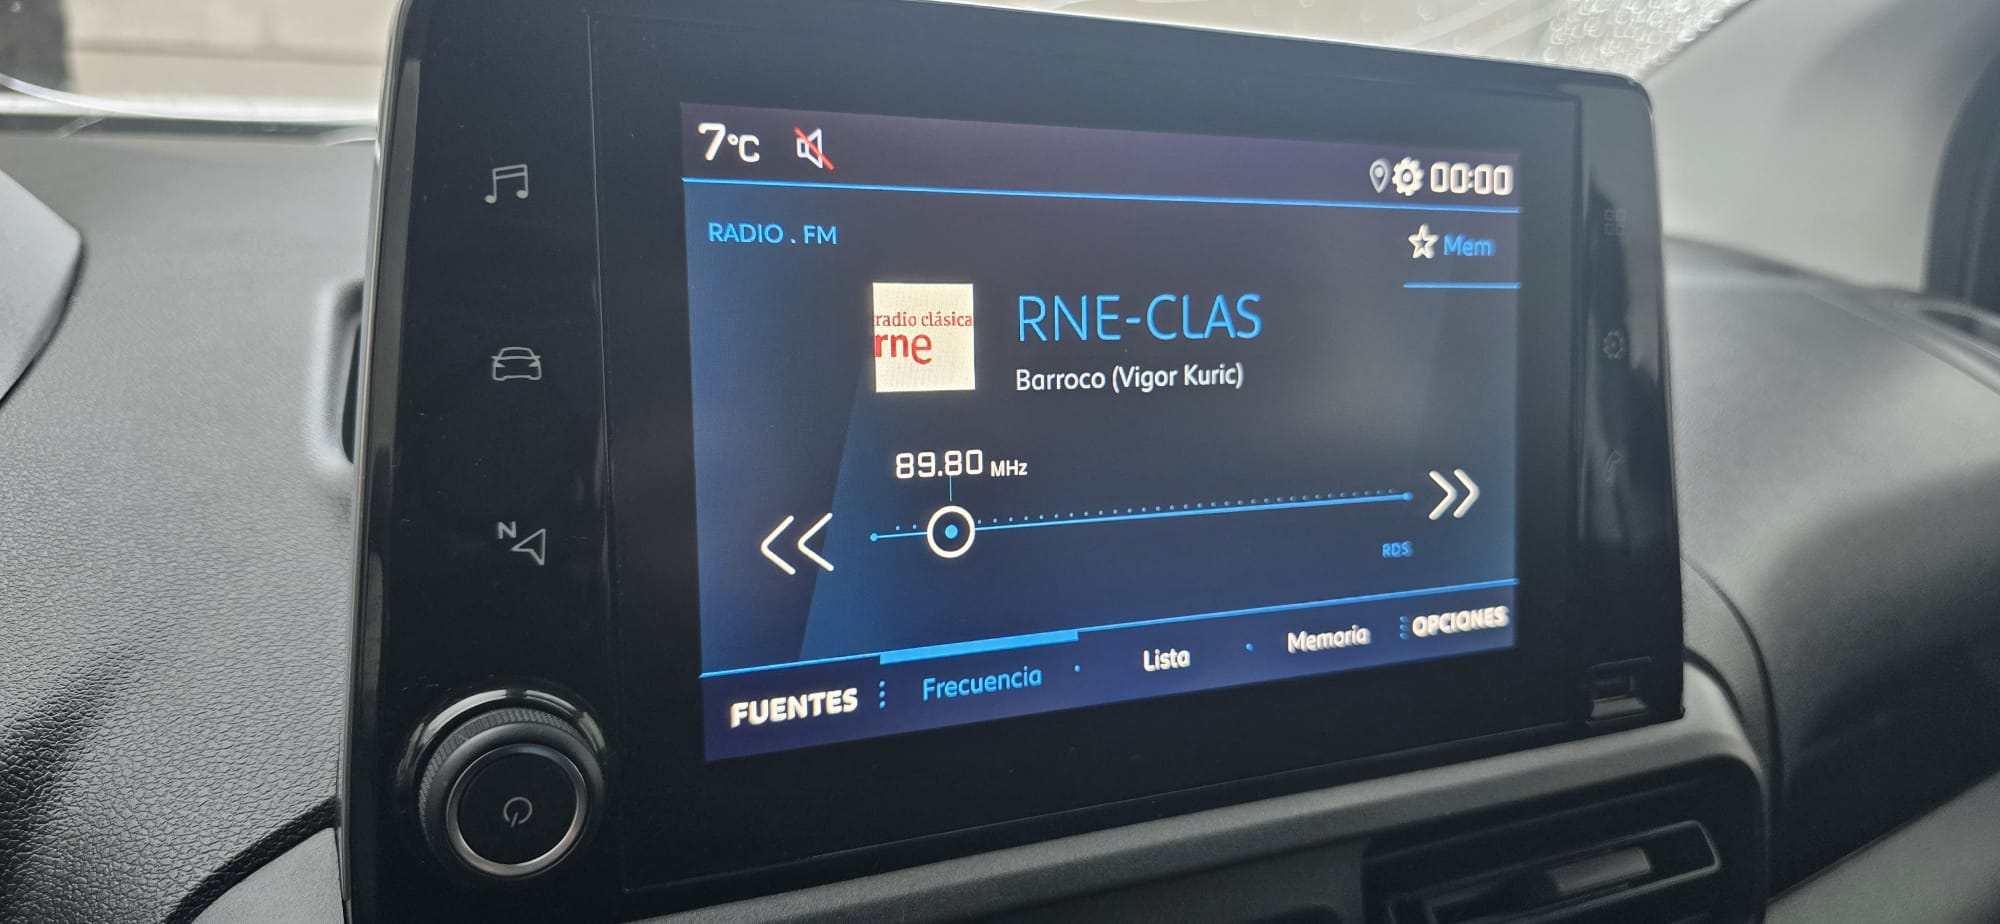 7°C
00:00
RADIO . FM
Mem
radio clásica
rne
RNE-CLAS
Barroco (Vigor Kuric)
89.80 MHz
RDS
N
FUENTES
Frecuencia
Lista
Memoria
OPCIONES